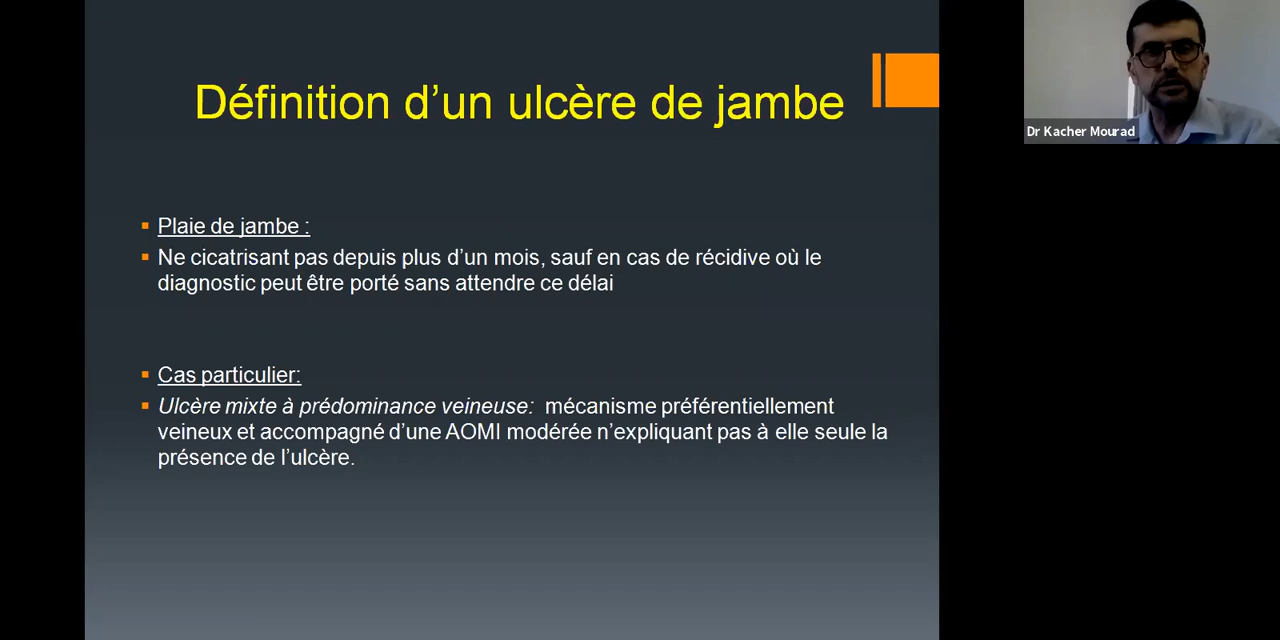 Définition d’un ulcère de jambe
Dr Kacher Mourad
Plaie de jambe :
Ne cicatrisant pas depuis plus d’un mois, sauf en cas de récidive où le
diagnostic peut être porté sans attendre ce délai
Cas particulier:
Ulcère mixte à prédominance veineuse: mécanisme préférentiellement
veineux et accompagné d’une AOMI modérée n’expliquant pas à elle seule la
présence de l’ulcère.